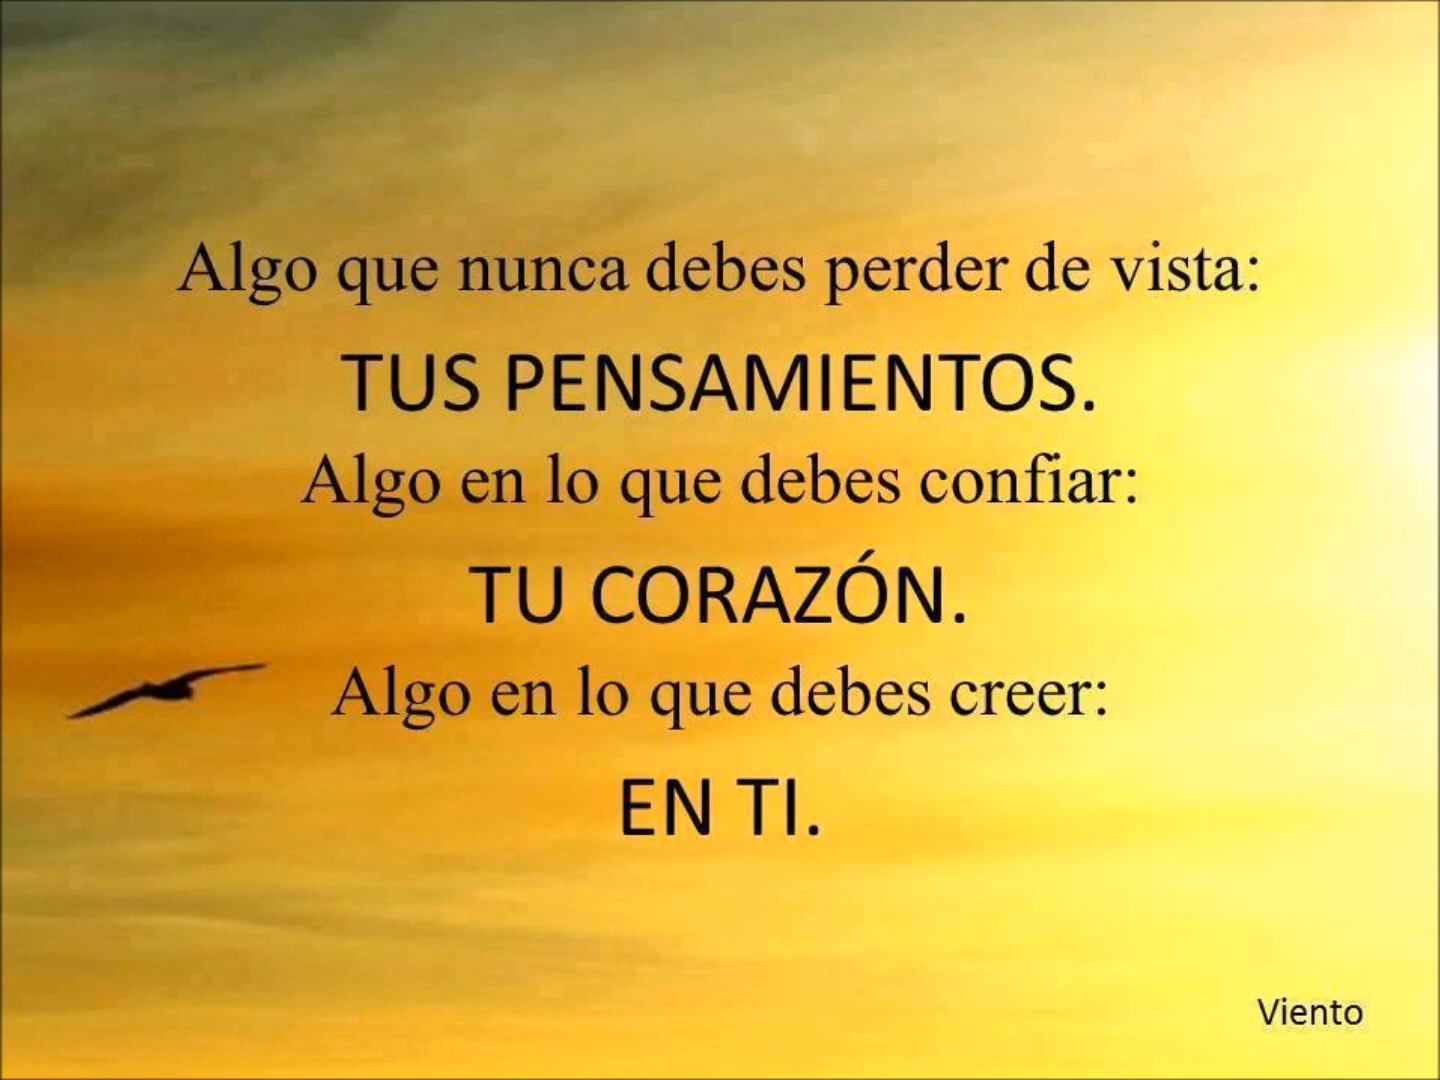 Algo que nunca debes perder de vista:
TUS PENSAMIENTOS.
Algo en lo que debes confiar:
TU CORAZÓN.
Algo en lo que debes creer:
EN TI.
Viento